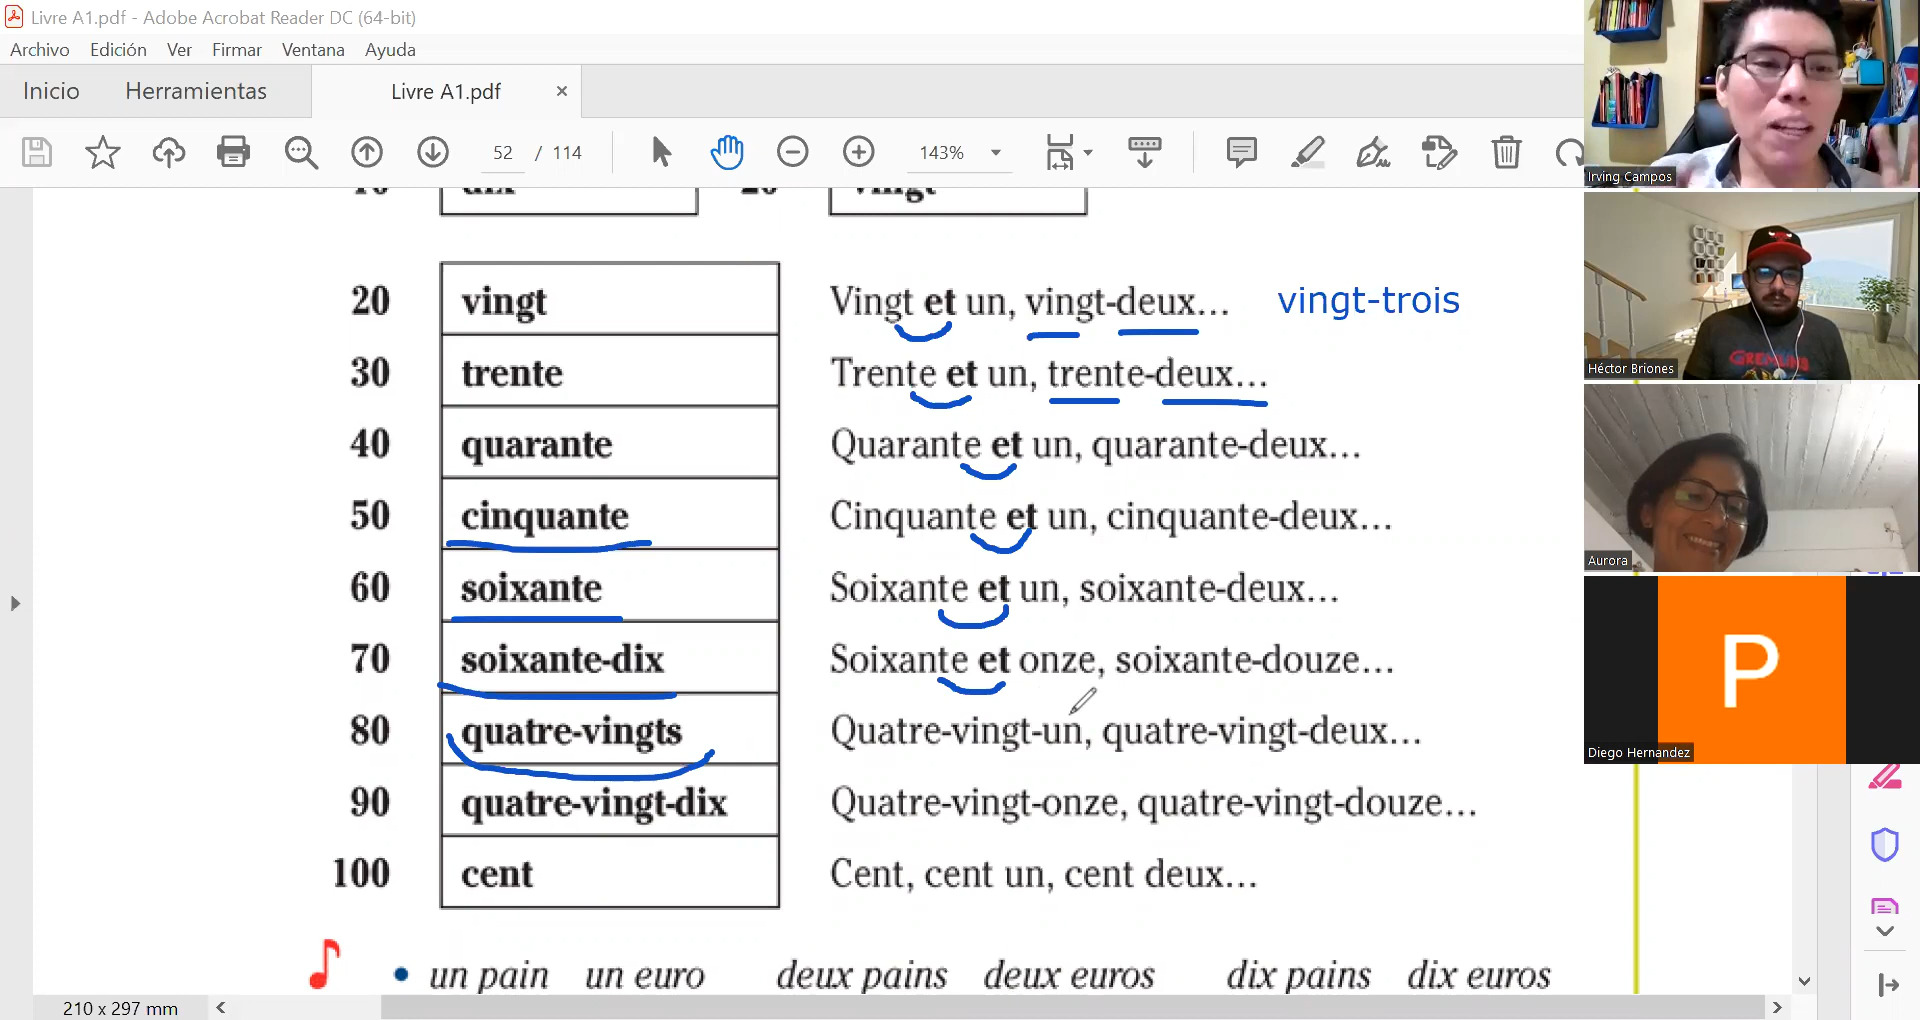 Livre A1.pdf - Adobe Acrobat Reader DC (64-bit)
Archivo Edición Ver Firmar Ventana Ayuda
Inicio Herramientas Livre A1.pdf ×
52 / 114 143%
10 dix 20 vingt
20 vingt Vingt et un, vingt-deux... vingt-trois
30 trente Trente et un, trente-deux...
40 quarante Quarante et un, quarante-deux...
50 cinquante Cinquante et un, cinquante-deux...
60 soixante Soixante et un, soixante-deux...
70 soixante-dix Soixante et onze, soixante-douze...
80 quatre-vingts Quatre-vingt-un, quatre-vingt-deux...
90 quatre-vingt-dix Quatre-vingt-onze, quatre-vingt-douze...
100 cent Cent, cent un, cent deux...
• un pain un euro deux pains deux euros dix pains dix euros
210 x 297 mm
Irving Campos
Héctor Briones
GREMLINS
Aurora
P
Diego Hernandez